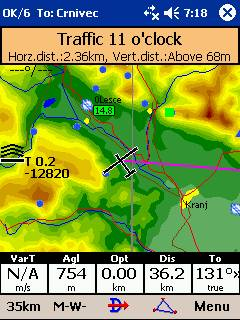 OK/6 To: Crnivec 7:18
Traffic 11 o'clock
Horz.dist.:2.36km, Vert.dist.:Above 68m
OLesce
14.8
T 0.2
-12820
Kranj
VarT Agl Opt Dis To
N/A 754 0.00 36.2 131°
m/s m km km true
35km M-W- D Menu